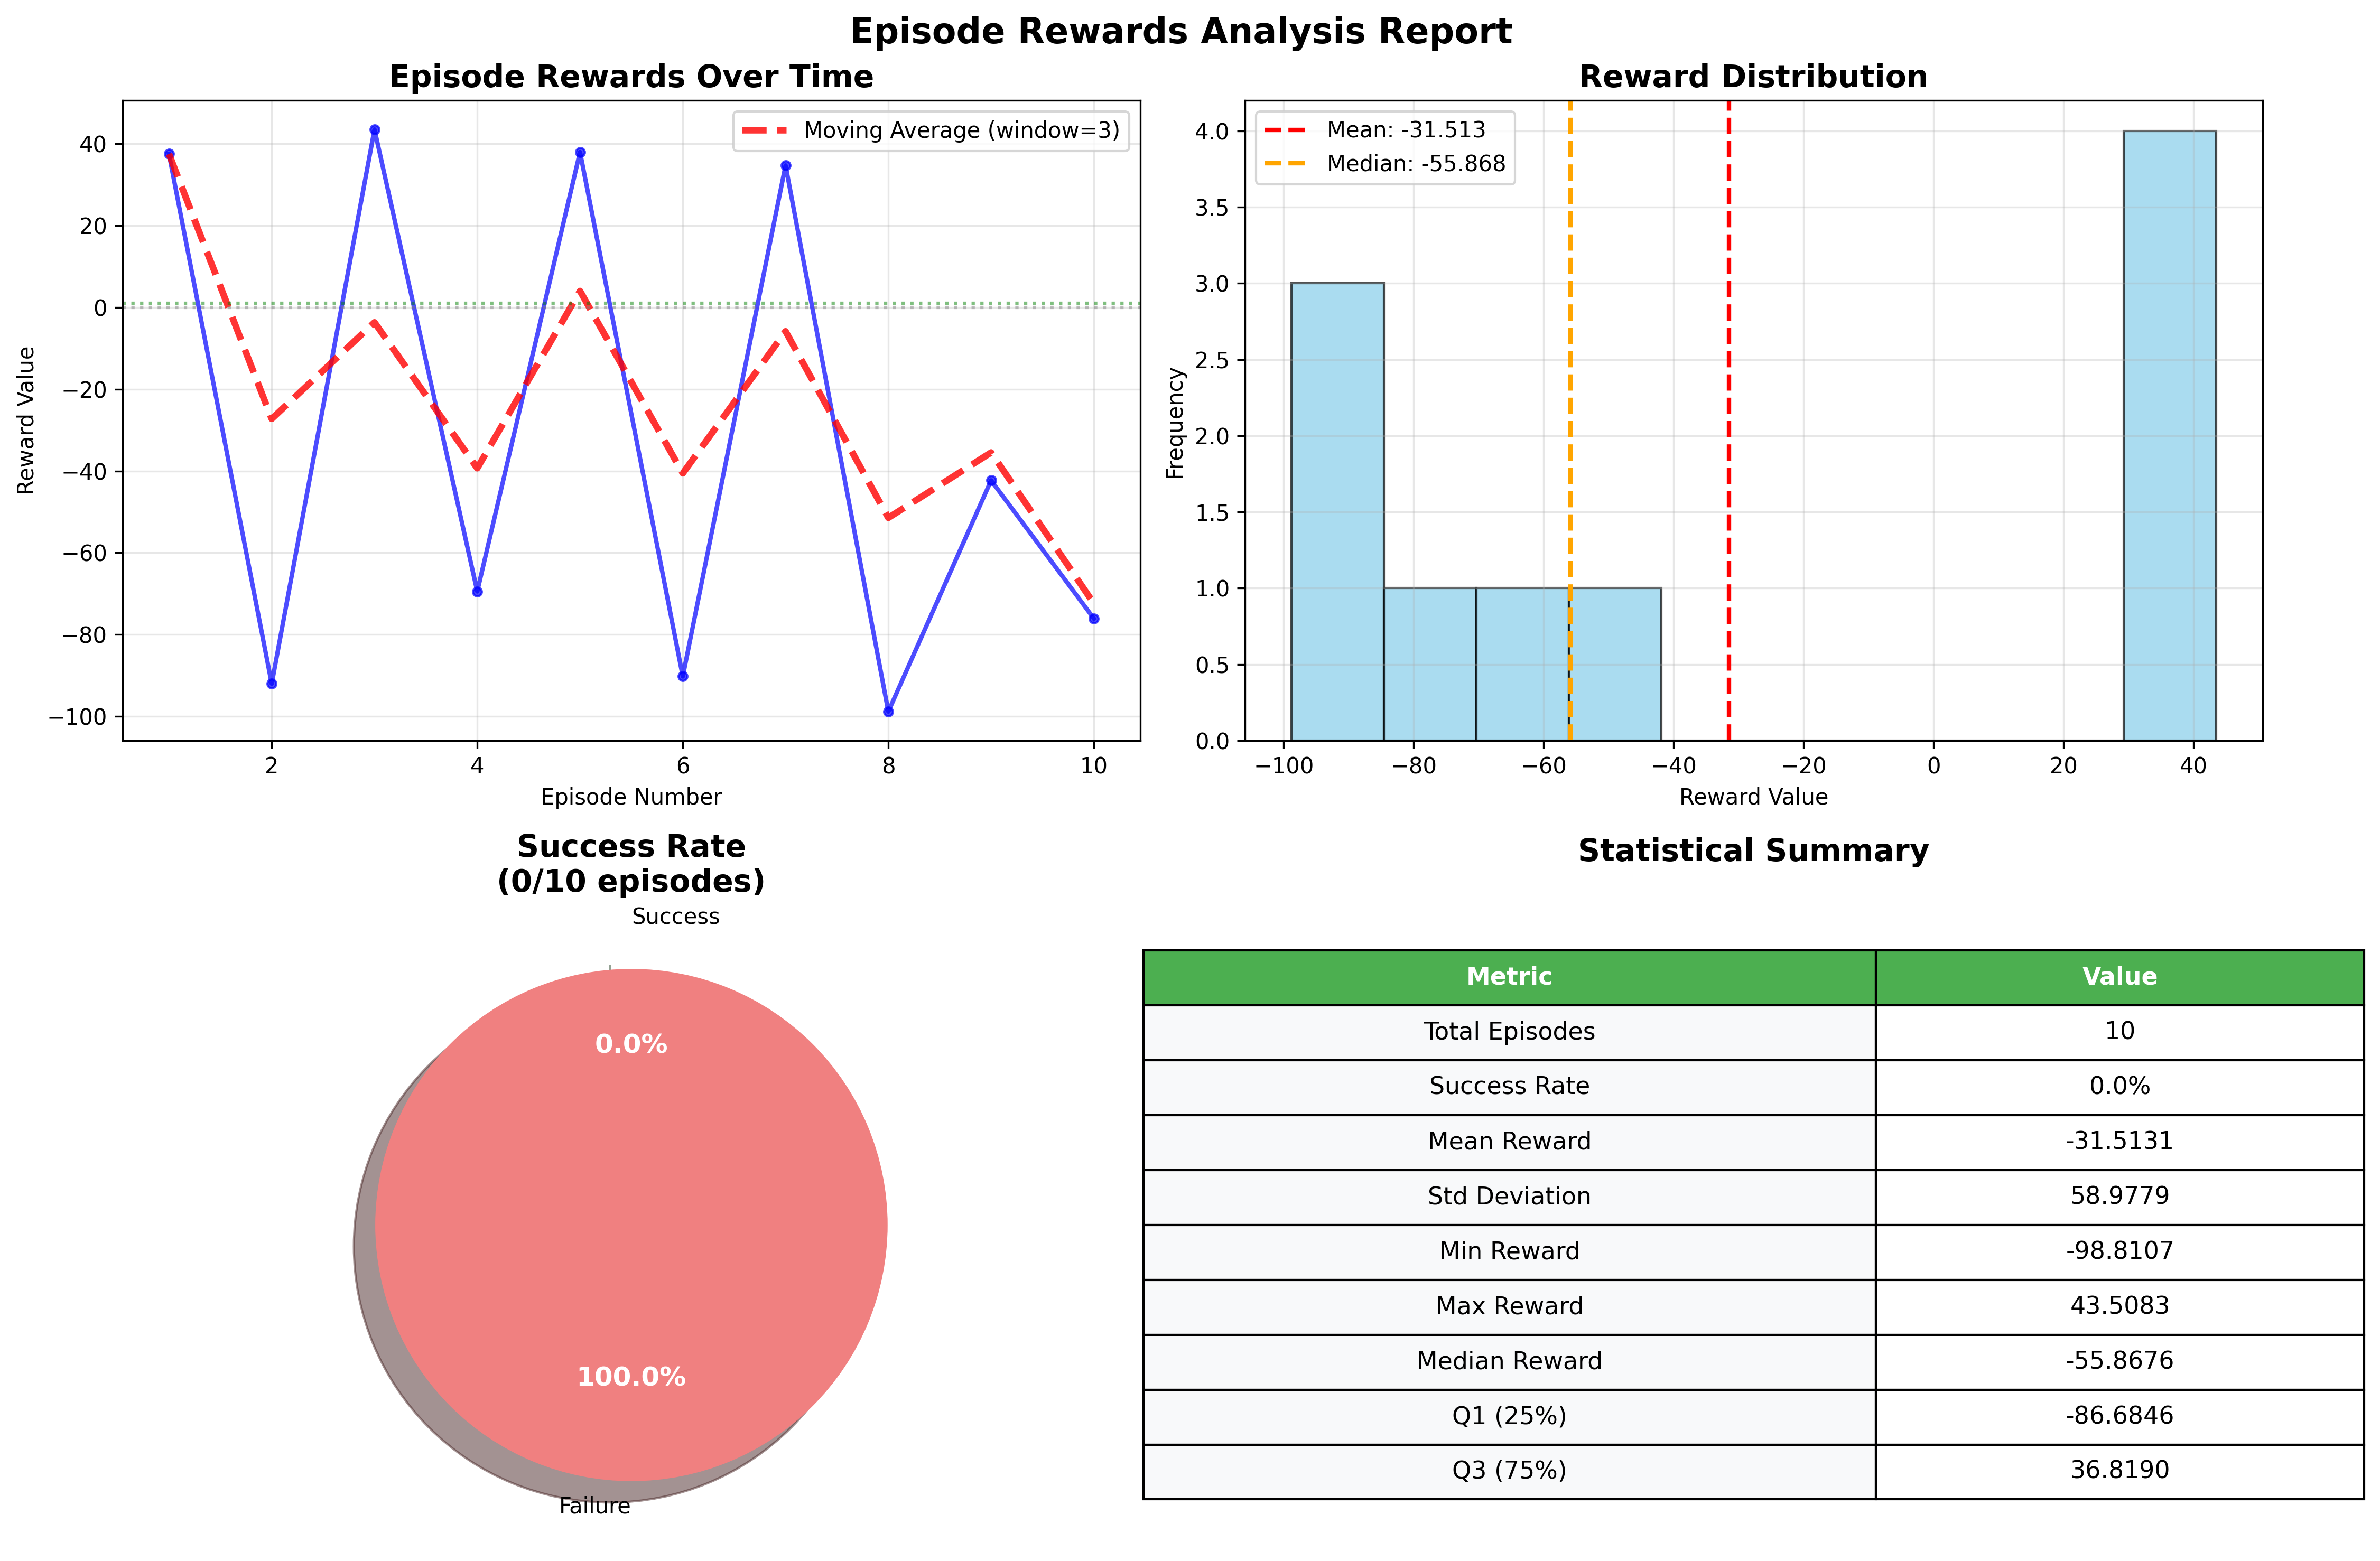 Episode Rewards Analysis Report
Episode Rewards Over Time
Moving Average (window=3)
40
20
0
−20
−40
−60
−80
−100
Reward Value
2
4
6
8
10
Episode Number
Reward Distribution
Mean: -31.513
Median: -55.868
4.0
3.5
3.0
2.5
2.0
1.5
1.0
0.5
0.0
Frequency
−100
−80
−60
−40
−20
0
20
40
Reward Value
Success Rate
(0/10 episodes)
Success
0.0%
100.0%
Failure
Statistical Summary
Metric Value
Total Episodes 10
Success Rate 0.0%
Mean Reward -31.5131
Std Deviation 58.9779
Min Reward -98.8107
Max Reward 43.5083
Median Reward -55.8676
Q1 (25%) -86.6846
Q3 (75%) 36.8190